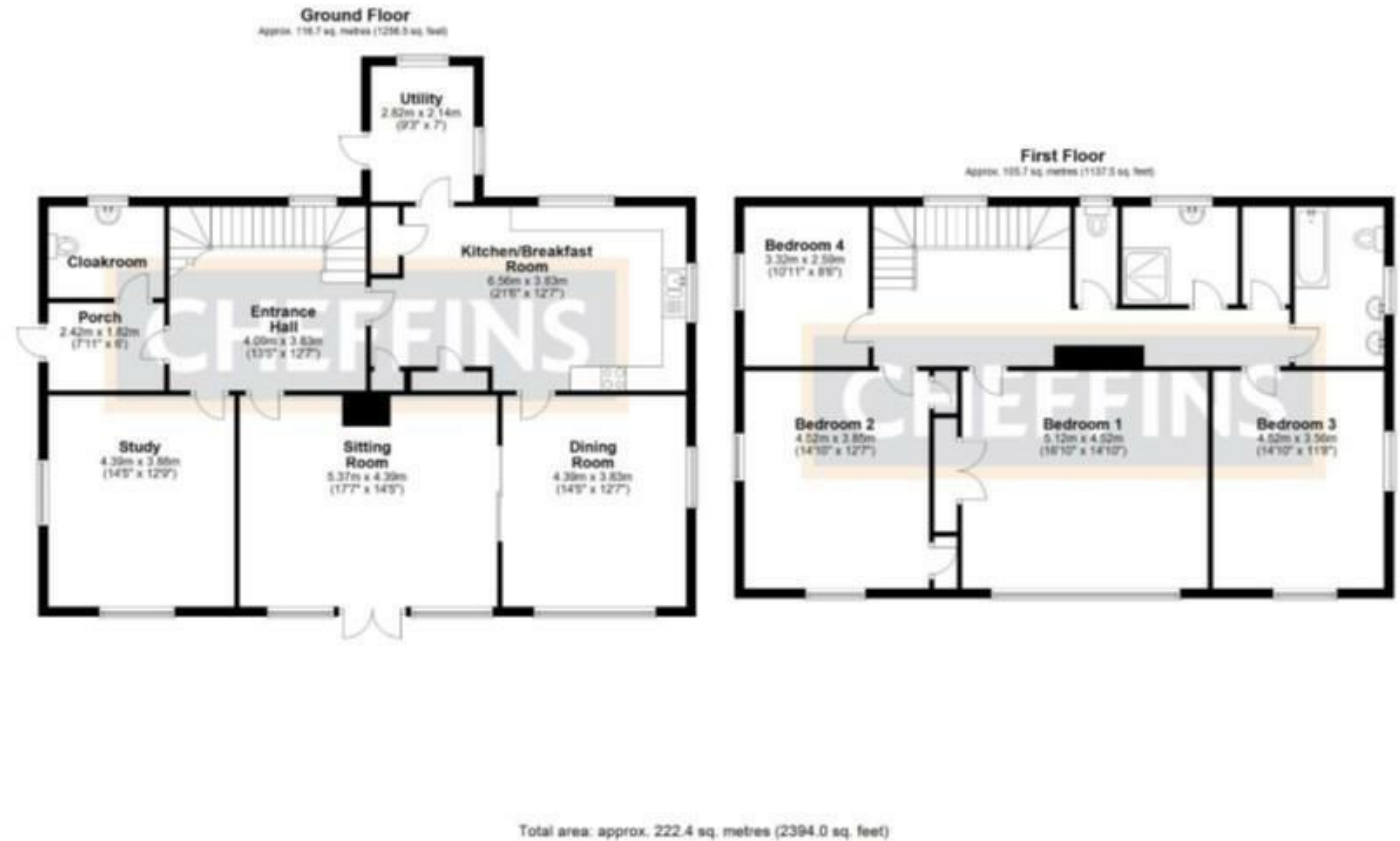 Ground Floor
Approx. 116.7 sq. metres (1256.5 sq. feet)
Utility
2.82m x 2.14m
(9'3" x 7')
Cloakroom
Kitchen/Breakfast
Room
6.56m x 3.83m
(21'6" x 12'7")
Porch
2.42m x 1.82m
(7'11" x 6')
Entrance
Hall
4.09m x 3.83m
(13'5" x 12'7")
CHEFFINS
Study
4.39m x 3.88m
(14'5" x 12'9")
Sitting
Room
5.37m x 4.39m
(17'7" x 14'5")
Dining
Room
4.39m x 3.83m
(14'5" x 12'7")
First Floor
Approx. 105.7 sq. metres (1137.5 sq. feet)
Bedroom 4
3.32m x 2.59m
(10'11" x 8'6")
CHEFFINS
Bedroom 2
4.52m x 3.85m
(14'10" x 12'7")
Bedroom 1
5.12m x 4.52m
(16'10" x 14'10")
Bedroom 3
4.52m x 3.56m
(14'10" x 11'8")
Total area: approx. 222.4 sq. metres (2394.0 sq. feet)